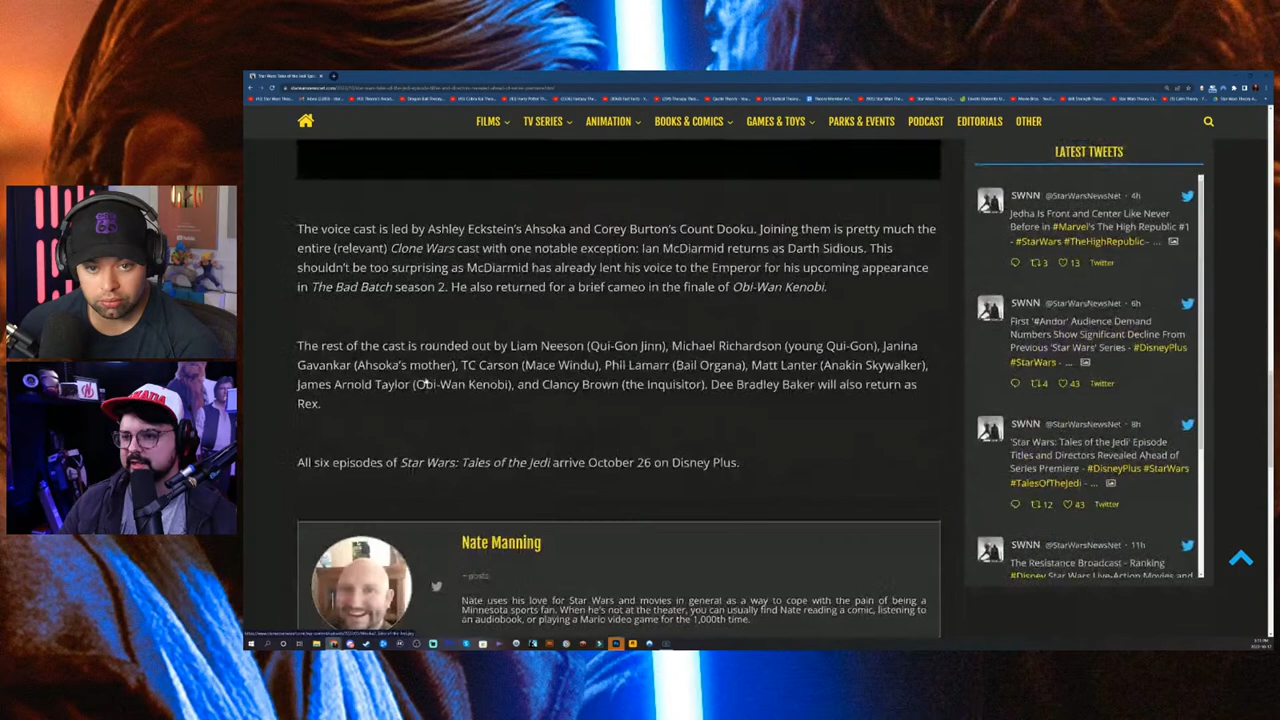 FILMS TV SERIES ANIMATION BOOKS & COMICS GAMES & TOYS PARKS & EVENTS PODCAST EDITORIALS OTHER
The voice cast is led by Ashley Eckstein's Ahsoka and Corey Burton's Count Dooku. Joining them is pretty much the
entire (relevant) Clone Wars cast with one notable exception: Ian McDiarmid returns as Darth Sidious. This
shouldn't be too surprising as McDiarmid has already lent his voice to the Emperor for his upcoming appearance
in The Bad Batch season 2. He also returned for a brief cameo in the finale of Obi-Wan Kenobi.
The rest of the cast is rounded out by Liam Neeson (Qui-Gon Jinn), Michael Richardson (young Qui-Gon), Janina
Gavankar (Ahsoka's mother), TC Carson (Mace Windu), Phil Lamarr (Bail Organa), Matt Lanter (Anakin Skywalker),
James Arnold Taylor (Obi-Wan Kenobi), and Clancy Brown (the Inquisitor). Dee Bradley Baker will also return as
Rex.
All six episodes of Star Wars: Tales of the Jedi arrive October 26 on Disney Plus.
Nate Manning
Nate uses his love for Star Wars and movies in general as a way to cope with the pain of being a
Minnesota sports fan. When he's not at the theater, you can usually find Nate reading a comic, listening to
an audiobook, or playing a Mario video game for the 1,000th time.
LATEST TWEETS
SWNN @StarWarsNewsNet · 4h
Jedha Is Front and Center Like Never
Before in #Marvel's The High Republic #1
- #StarWars #TheHighRepublic- ...
3 13 Twitter
SWNN @StarWarsNewsNet · 6h
First '#Andor' Audience Demand
Numbers Show Significant Decline From
Previous 'Star Wars' Series - #DisneyPlus
#StarWars - ...
4 43 Twitter
SWNN @StarWarsNewsNet · 8h
'Star Wars: Tales of the Jedi' Episode
Titles and Directors Revealed Ahead of
Series Premiere - #DisneyPlus #StarWars
#TalesOfTheJedi - ...
12 43 Twitter
SWNN @StarWarsNewsNet · 11h
The Resistance Broadcast - Ranking
#Disney Star Wars Live-Action Movies and